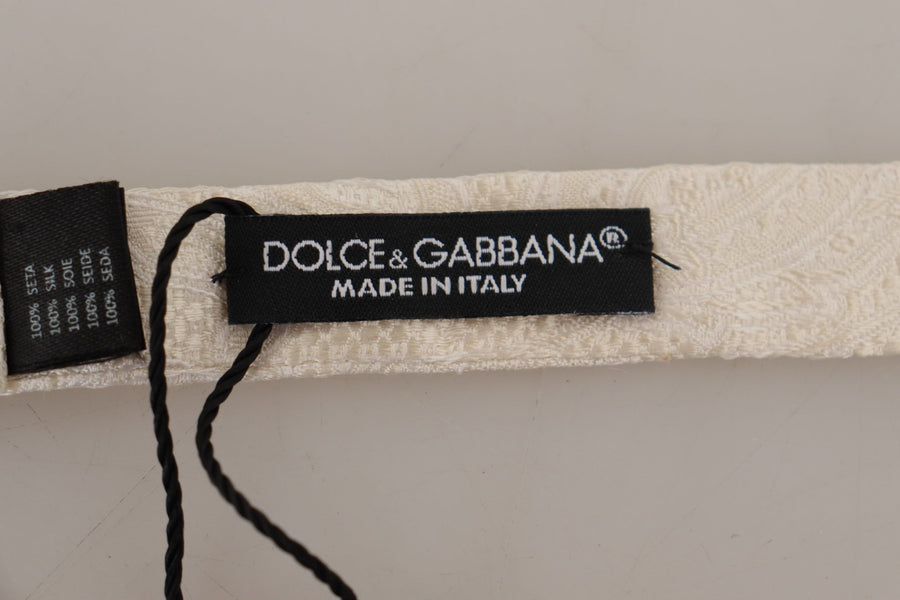 100% SETA
100% SILK
100% SOIE
100% SEIDE
100% SEDA
DOLCE&GABBANA®
MADE IN ITALY